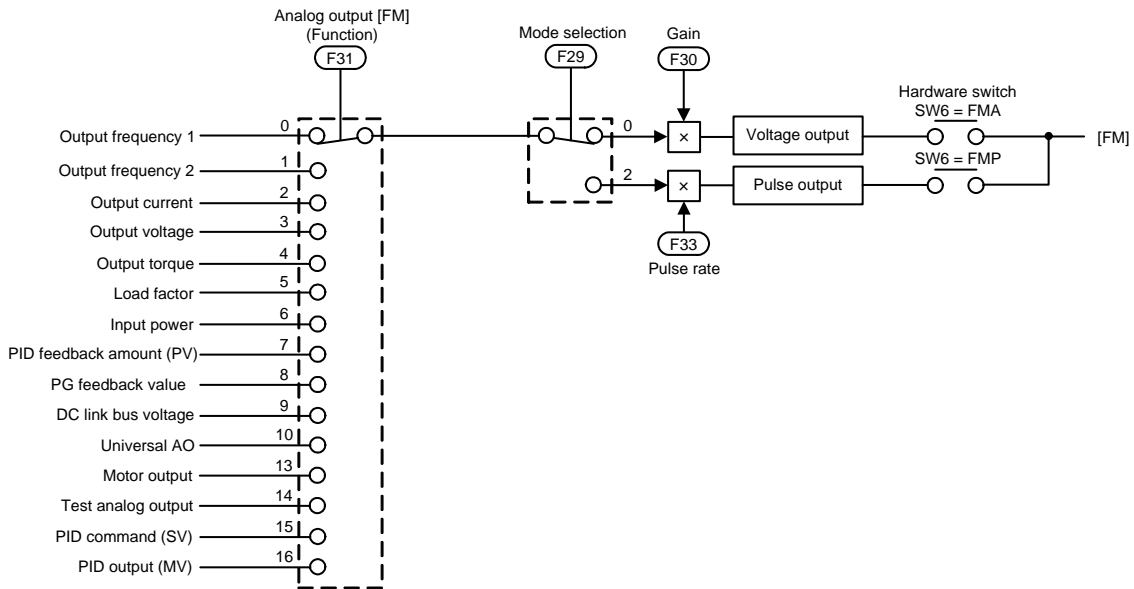 Analog output [FM]
(Function)
F31
Mode selection
F29
Gain
F30
Hardware switch
SW6 = FMA
Output frequency 1
0
0
×
Voltage output
[FM]
Output frequency 2
1
SW6 = FMP
2
×
Pulse output
Output current
2
Output voltage
3
F33
Pulse rate
Output torque
4
Load factor
5
Input power
6
PID feedback amount (PV)
7
PG feedback value
8
DC link bus voltage
9
Universal AO
10
Motor output
13
Test analog output
14
PID command (SV)
15
PID output (MV)
16